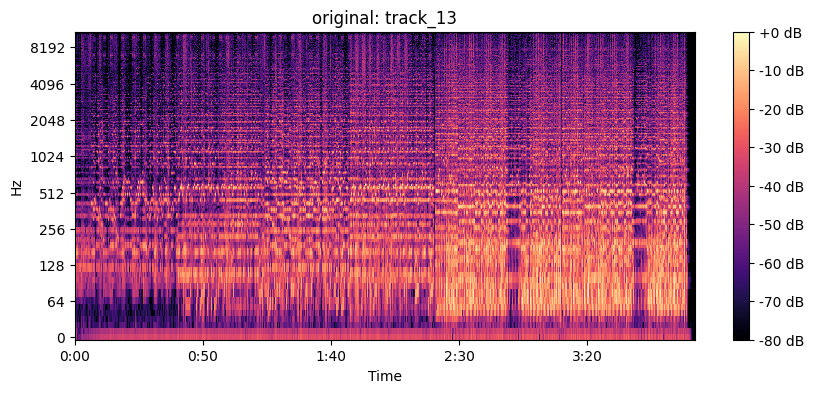 original: track_13
Hz
8192
4096
2048
1024
512
256
128
64
0
0:00 0:50 1:40 2:30 3:20
Time
+0 dB
-10 dB
-20 dB
-30 dB
-40 dB
-50 dB
-60 dB
-70 dB
-80 dB